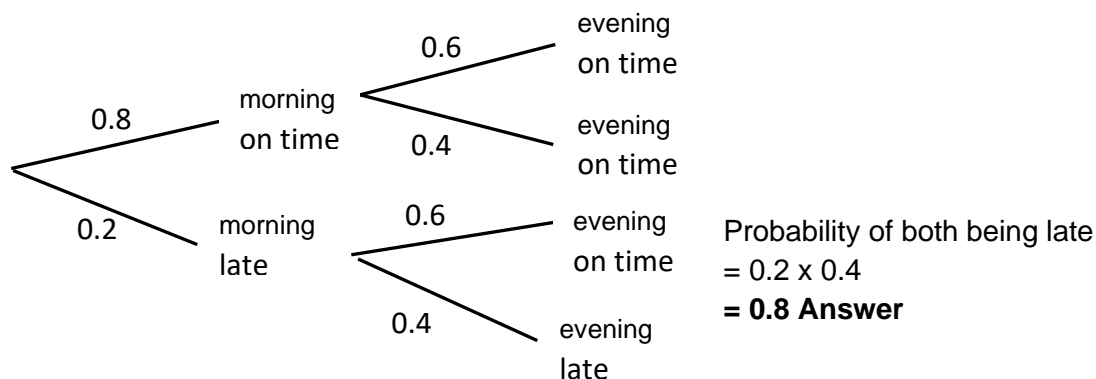 evening
on time
0.6
morning
on time
0.8
0.4
evening
on time
0.2
morning
late
0.6
evening
on time
0.4
evening
late
Probability of both being late
= 0.2 x 0.4
= 0.8 Answer